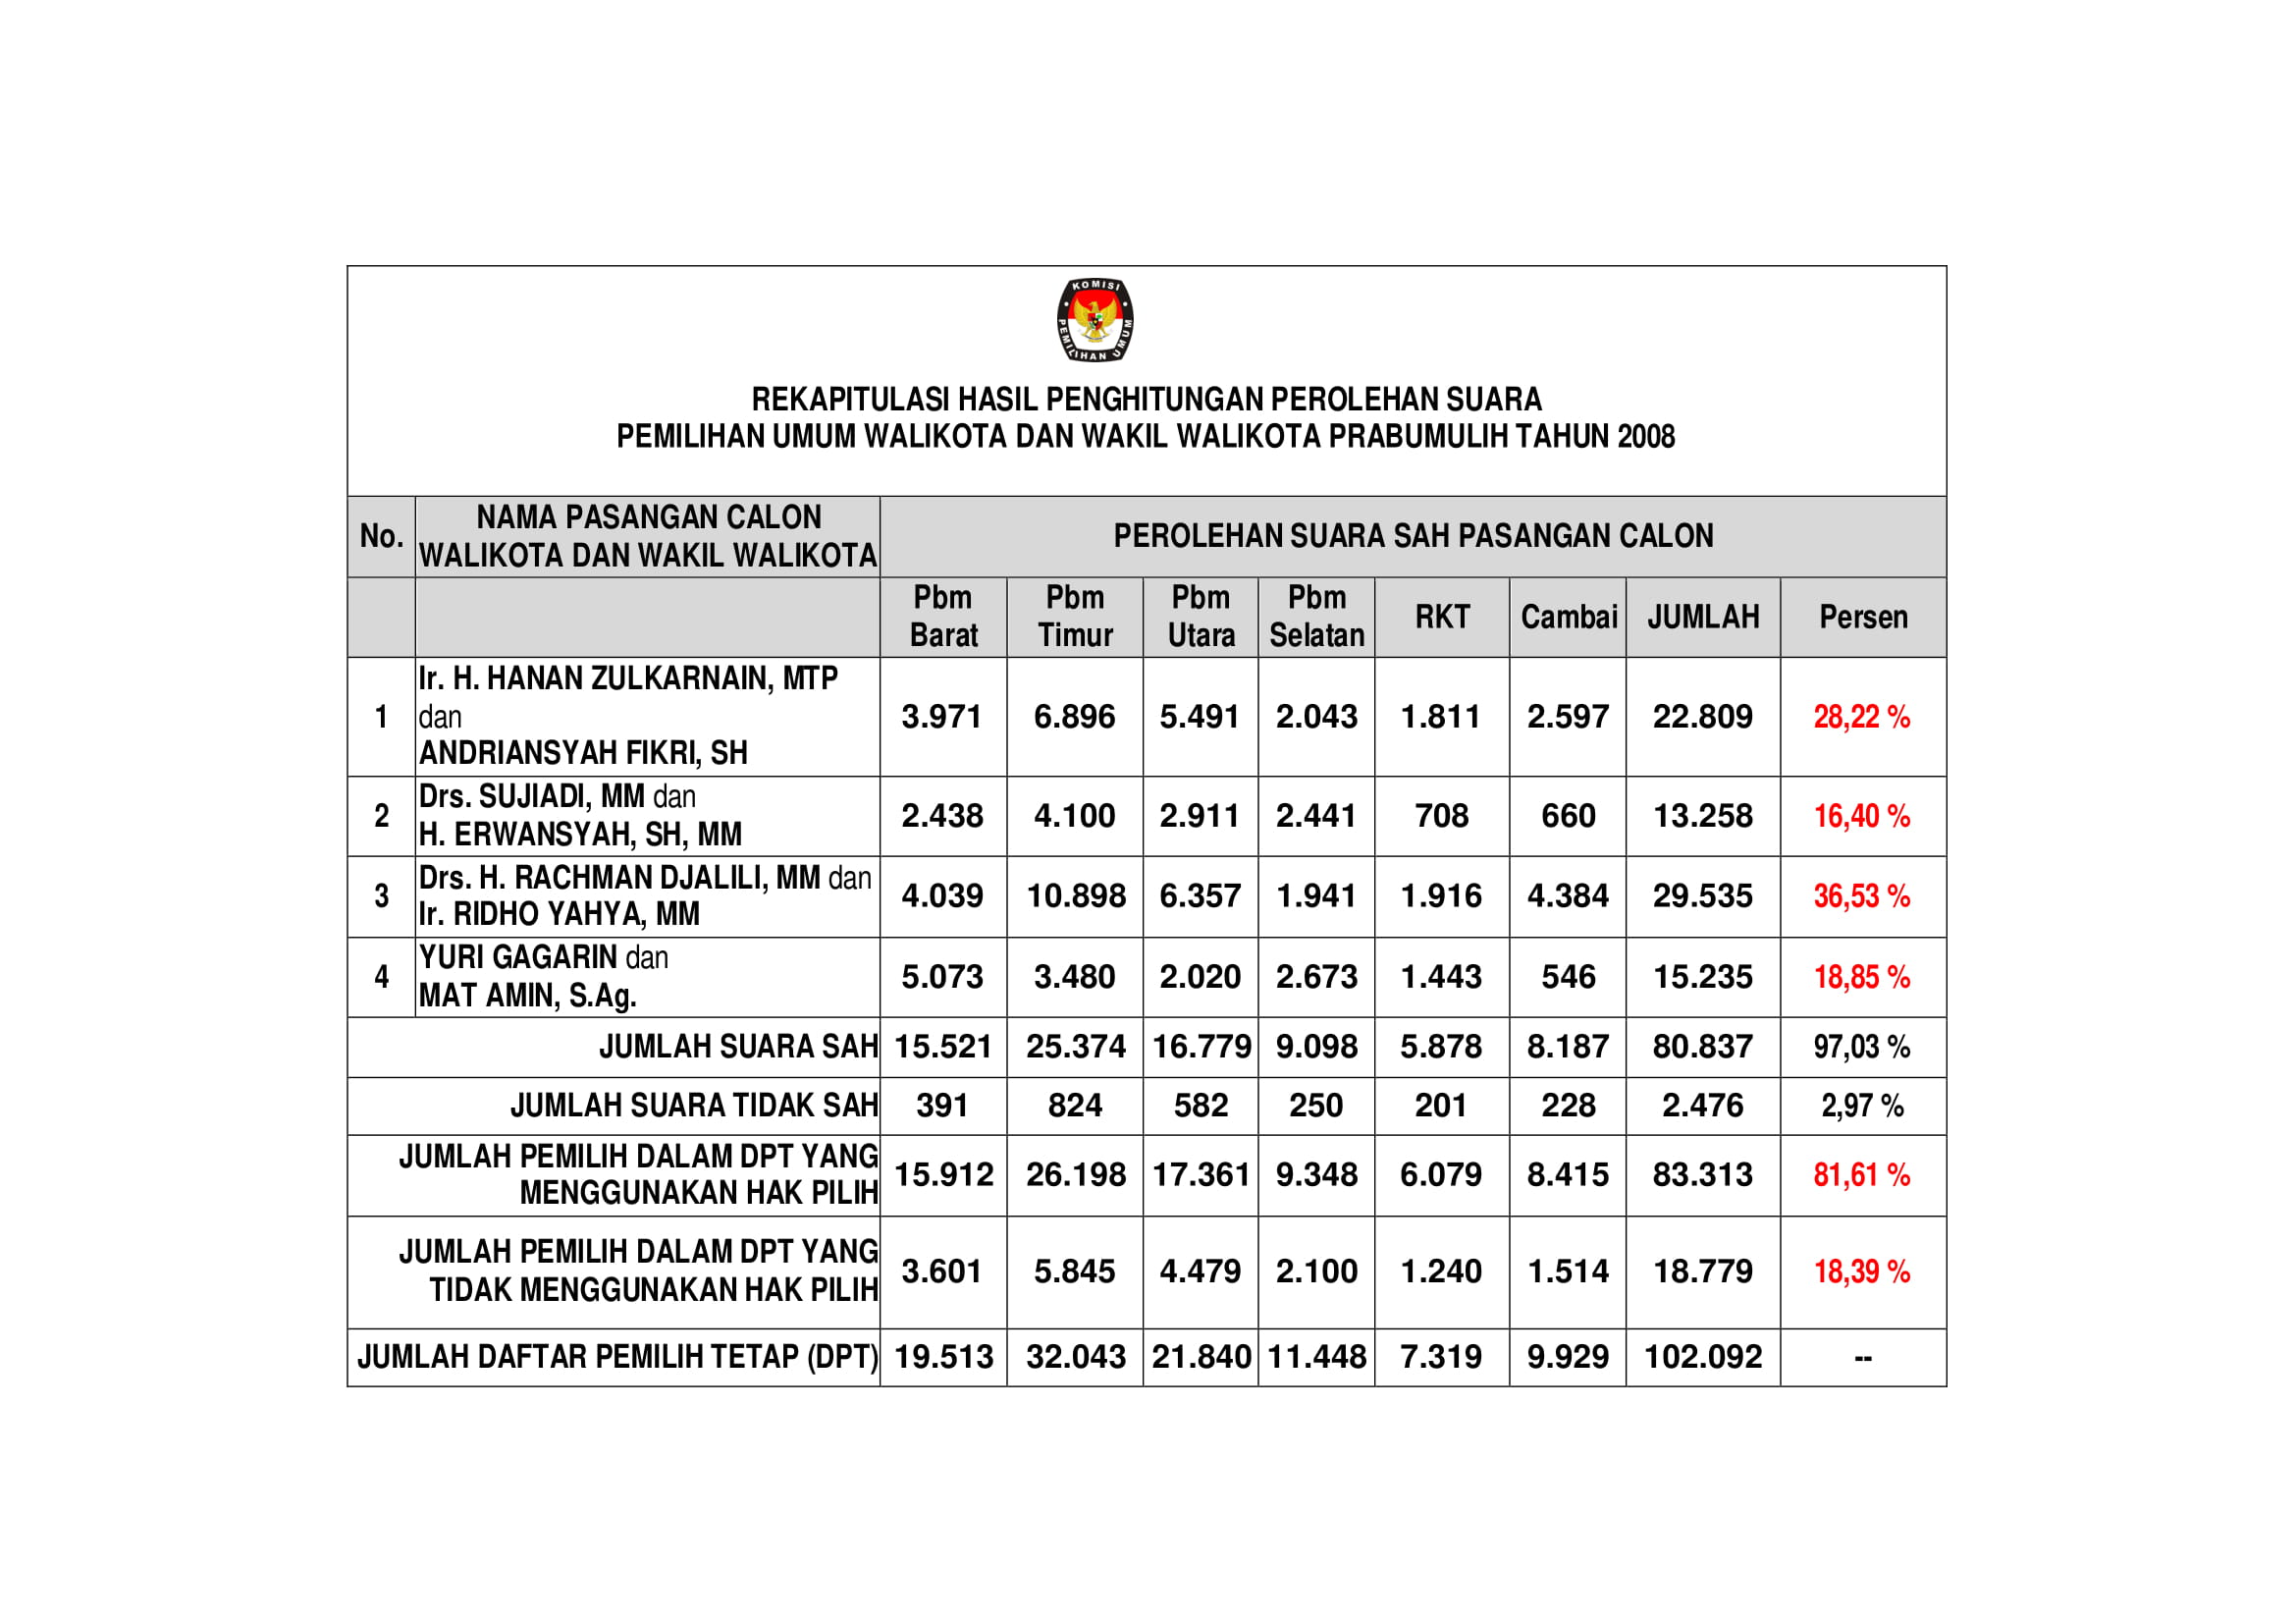 KOMISI
PEMILIHAN UMUM
REKAPITULASI HASIL PENGHITUNGAN PEROLEHAN SUARA
PEMILIHAN UMUM WALIKOTA DAN WAKIL WALIKOTA PRABUMULIH TAHUN 2008
No. NAMA PASANGAN CALON WALIKOTA DAN WAKIL WALIKOTA PEROLEHAN SUARA SAH PASANGAN CALON
Pbm Barat Pbm Timur Pbm Utara Pbm Selatan RKT Cambai JUMLAH Persen
1 Ir. H. HANAN ZULKARNAIN, MTP dan ANDRIANSYAH FIKRI, SH 3.971 6.896 5.491 2.043 1.811 2.597 22.809 28,22 %
2 Drs. SUJIADI, MM dan H. ERWANSYAH, SH, MM 2.438 4.100 2.911 2.441 708 660 13.258 16,40 %
3 Drs. H. RACHMAN DJALILI, MM dan Ir. RIDHO YAHYA, MM 4.039 10.898 6.357 1.941 1.916 4.384 29.535 36,53 %
4 YURI GAGARIN dan MAT AMIN, S.Ag. 5.073 3.480 2.020 2.673 1.443 546 15.235 18,85 %
JUMLAH SUARA SAH 15.521 25.374 16.779 9.098 5.878 8.187 80.837 97,03 %
JUMLAH SUARA TIDAK SAH 391 824 582 250 201 228 2.476 2,97 %
JUMLAH PEMILIH DALAM DPT YANG MENGGUNAKAN HAK PILIH 15.912 26.198 17.361 9.348 6.079 8.415 83.313 81,61 %
JUMLAH PEMILIH DALAM DPT YANG TIDAK MENGGUNAKAN HAK PILIH 3.601 5.845 4.479 2.100 1.240 1.514 18.779 18,39 %
JUMLAH DAFTAR PEMILIH TETAP (DPT) 19.513 32.043 21.840 11.448 7.319 9.929 102.092 --